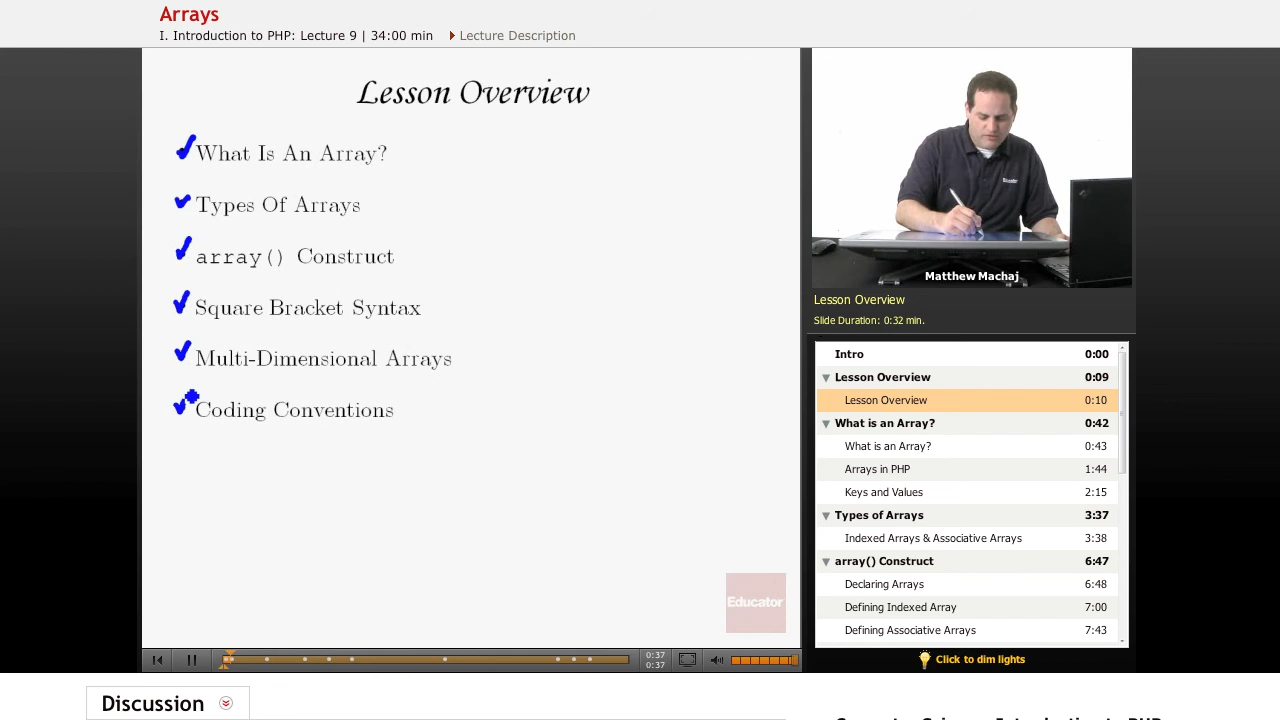 Arrays
I. Introduction to PHP: Lecture 9 | 34:00 min Lecture Description
Lesson Overview
What Is An Array?
Types Of Arrays
array() Construct
Square Bracket Syntax
Multi-Dimensional Arrays
Coding Conventions
Educator
0:37
0:37
Matthew Machaj
Lesson Overview
Slide Duration: 0:32 min.
Intro 0:00
Lesson Overview 0:09
Lesson Overview 0:10
What is an Array? 0:42
What is an Array? 0:43
Arrays in PHP 1:44
Keys and Values 2:15
Types of Arrays 3:37
Indexed Arrays & Associative Arrays 3:38
array() Construct 6:47
Declaring Arrays 6:48
Defining Indexed Array 7:00
Defining Associative Arrays 7:43
Click to dim lights
Discussion